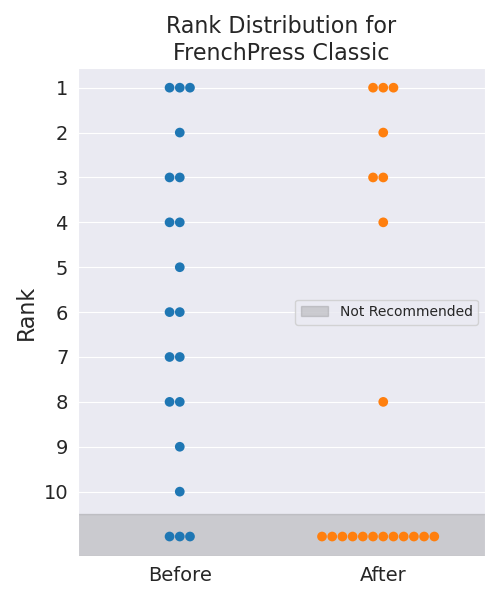 Rank Distribution for
FrenchPress Classic
Rank
1
2
3
4
5
6
7
8
9
10
Not Recommended
Before
After